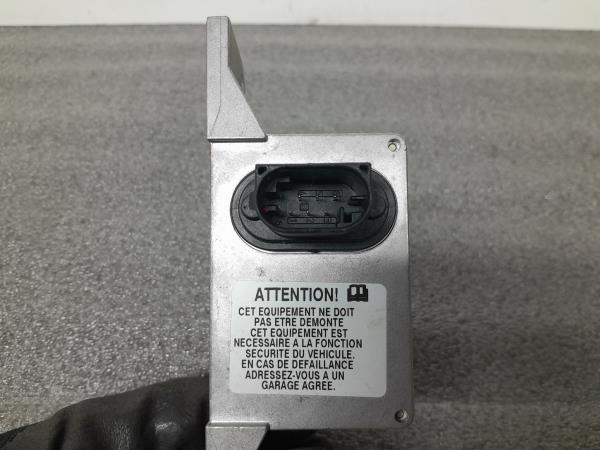 ATTENTION!
CET EQUIPEMENT NE DOIT
PAS ETRE DEMONTE
CET EQUIPEMENT EST
NECESSAIRE A LA FONCTION
SECURITE DU VEHICULE.
EN CAS DE DEFAILLANCE
ADRESSEZ-VOUS A UN
GARAGE AGREE.